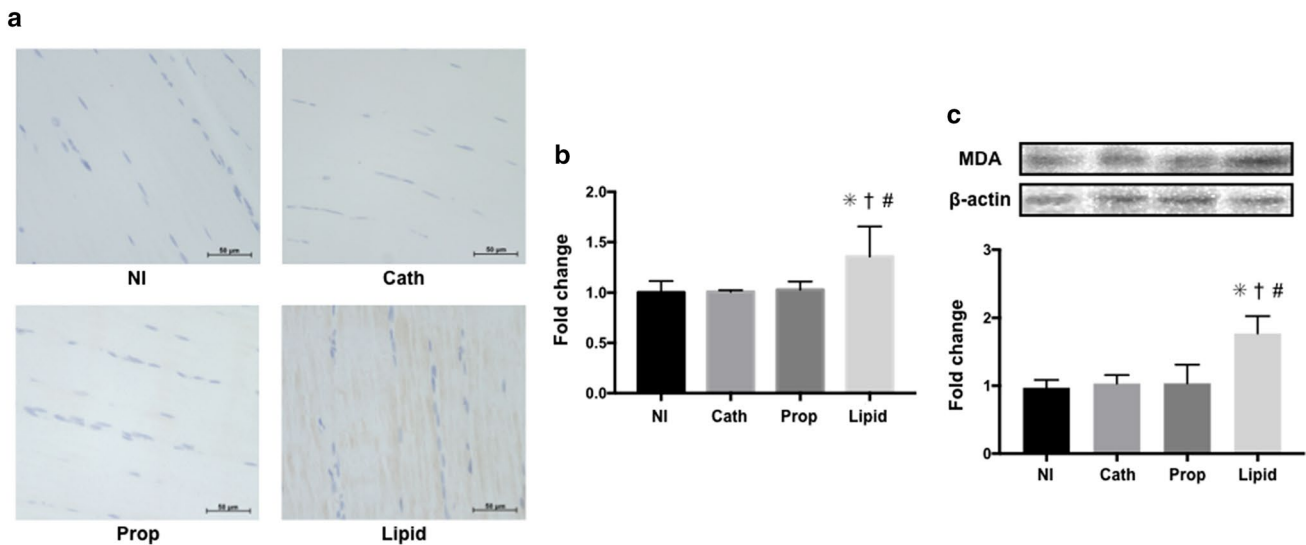 a
50 μm
50 μm
NI
Cath
50 μm
50 μm
Prop
Lipid
b
2.0
1.5
1.0
0.5
0.0
Fold change
✳ † #
NI Cath Prop Lipid
c
MDA
β-actin
3
2
1
0
Fold change
✳ † #
NI Cath Prop Lipid